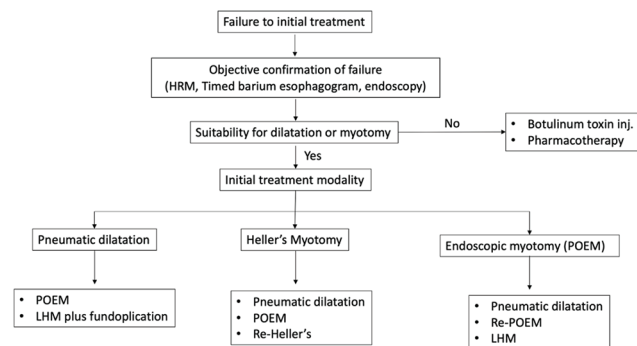 Failure to initial treatment
Objective confirmation of failure
(HRM, Timed barium esophagogram, endoscopy)
Suitability for dilatation or myotomy
No
• Botulinum toxin inj.
• Pharmacotherapy
Yes
Initial treatment modality
Pneumatic dilatation
Heller’s Myotomy
Endoscopic myotomy (POEM)
• POEM
• LHM plus fundoplication
• Pneumatic dilatation
• POEM
• Re-Heller’s
• Pneumatic dilatation
• Re-POEM
• LHM